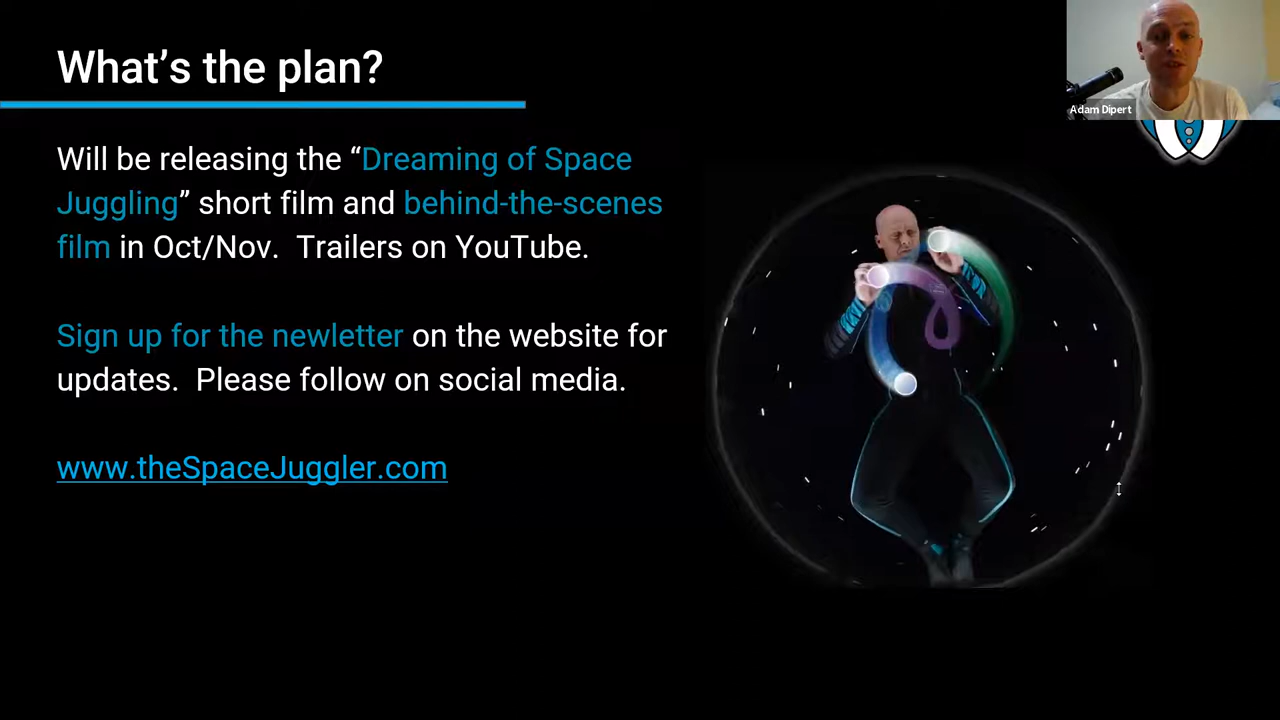 What’s the plan?
Adam Dipert
Will be releasing the “Dreaming of Space
Juggling” short film and behind-the-scenes
film in Oct/Nov.  Trailers on YouTube.
Sign up for the newletter on the website for
updates.  Please follow on social media.
www.theSpaceJuggler.com